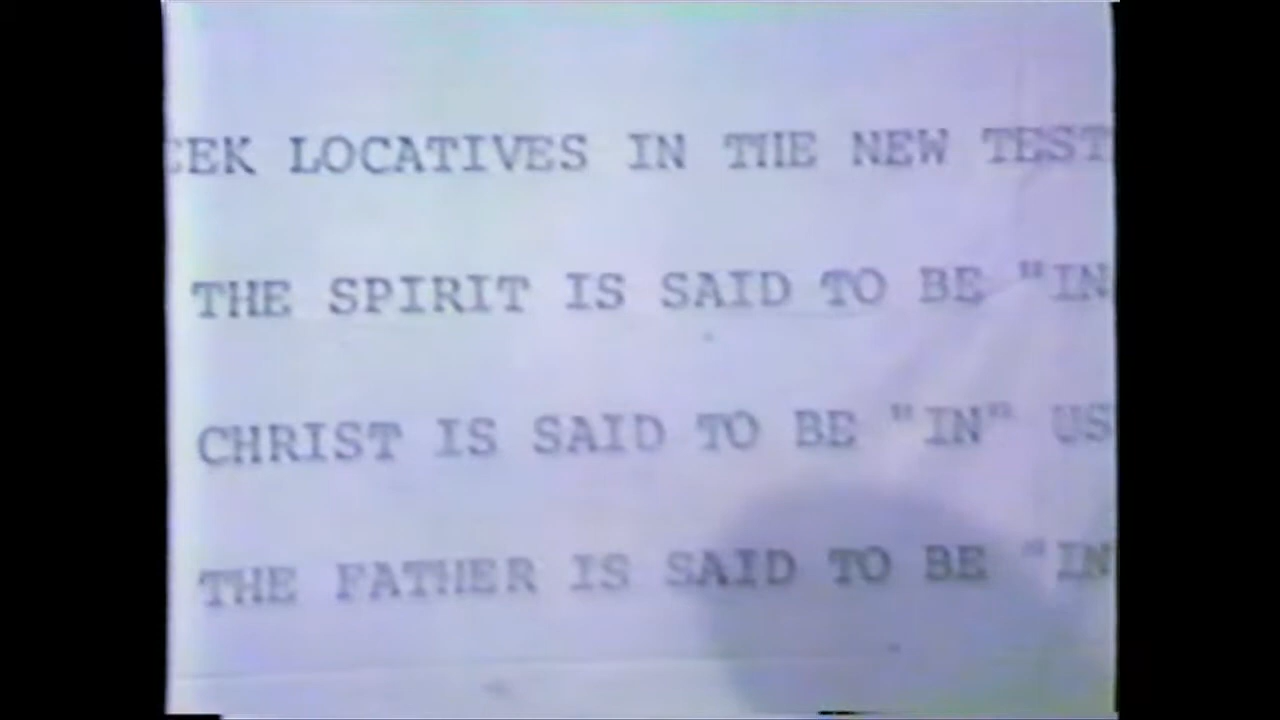 EEK LOCATIVES IN THE NEW TEST
THE SPIRIT IS SAID TO BE "IN
CHRIST IS SAID TO BE "IN" US
THE FATHER IS SAID TO BE "IN